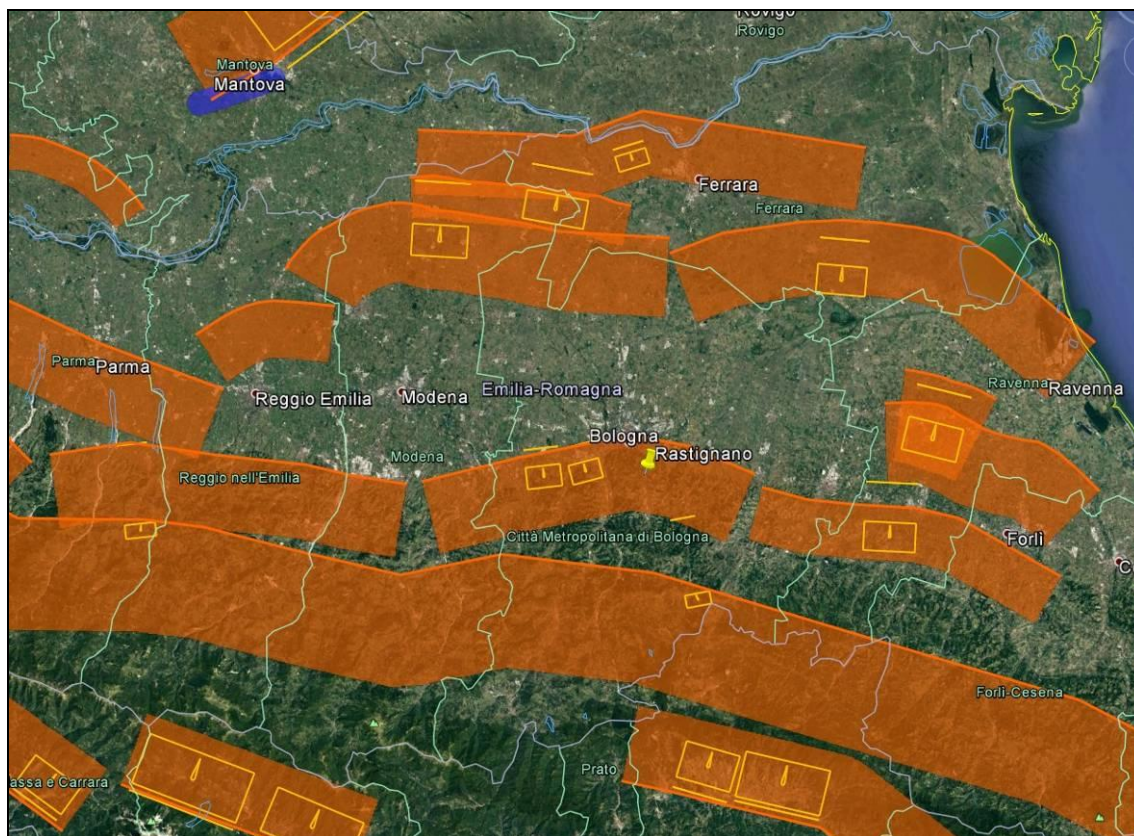 Rovigo
Rovigo
Mantova
Mantova
Ferrara
Ferrara
Parma
Parma
Reggio Emilia
Modena
Emilia-Romagna
Ravenna
Ravenna
Bologna
Rastignano
Modena
Reggio nell'Emilia
Città Metropolitana di Bologna
Forlì
C
Forlì-Cesena
Prato
assa e Carrara